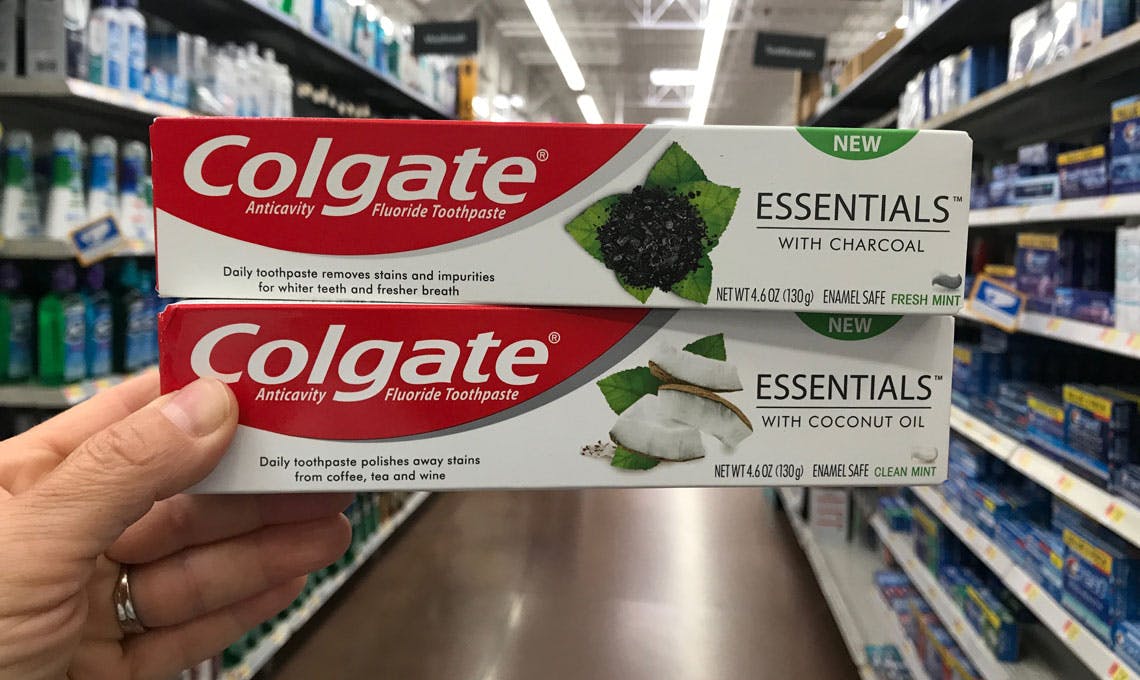 Colgate®
Anticavity Fluoride Toothpaste
Daily toothpaste removes stains and impurities
for whiter teeth and fresher breath
NEW
ESSENTIALS™
WITH CHARCOAL
NET WT 4.6 OZ (130g) ENAMEL SAFE FRESH MINT
Colgate®
Anticavity Fluoride Toothpaste
Daily toothpaste polishes away stains
from coffee, tea and wine
NEW
ESSENTIALS™
WITH COCONUT OIL
NET WT 4.6 OZ (130g) ENAMEL SAFE CLEAN MINT